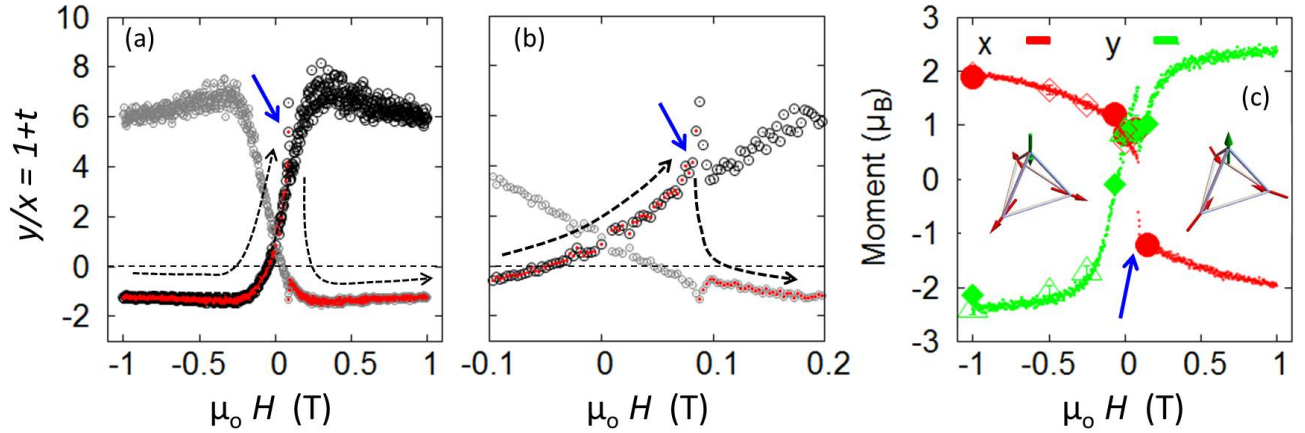 (a)
y/x = 1+t
10
8
6
4
2
0
-2
-1
-0.5
0
0.5
1
μo H (T)
(b)
-0.1
0
0.1
0.2
μo H (T)
(c)
x
y
Moment (μB)
3
2
1
0
-1
-2
-3
-1
-0.5
0
0.5
1
μo H (T)